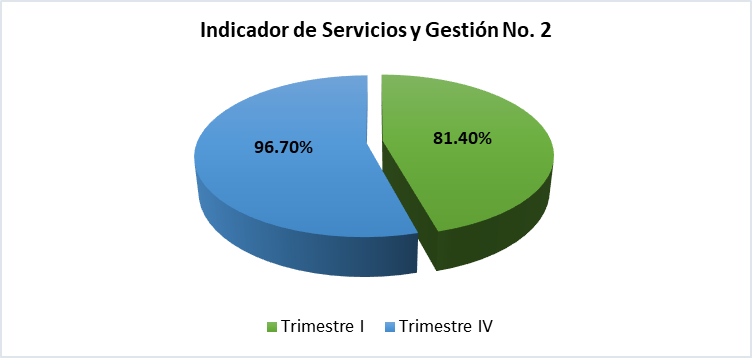 Indicador de Servicios y Gestión No. 2
96.70%
81.40%
Trimestre I
Trimestre IV